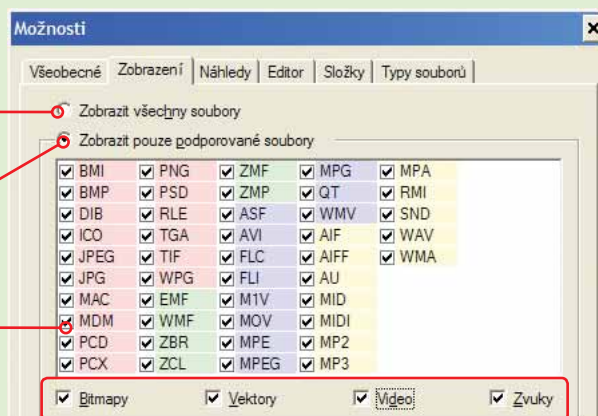 Možnosti
Všeobecné Zobrazení Náhledy Editor Složky Typy souborů
Zobrazit všechny soubory
Zobrazit pouze podporované soubory
BMI PNG ZMF MPG MPA
BMP PSD ZMP QT RMI
DIB RLE ASF WMV SND
ICO TGA AVI AIF WAV
JPEG TIF FLC AIFF WMA
JPG WPG FLI AU
MAC EMF M1V MID
MDM WMF MOV MIDI
PCD ZBR MPE MP2
PCX ZCL MPEG MP3
Bitmapy Vektory Video Zvuky